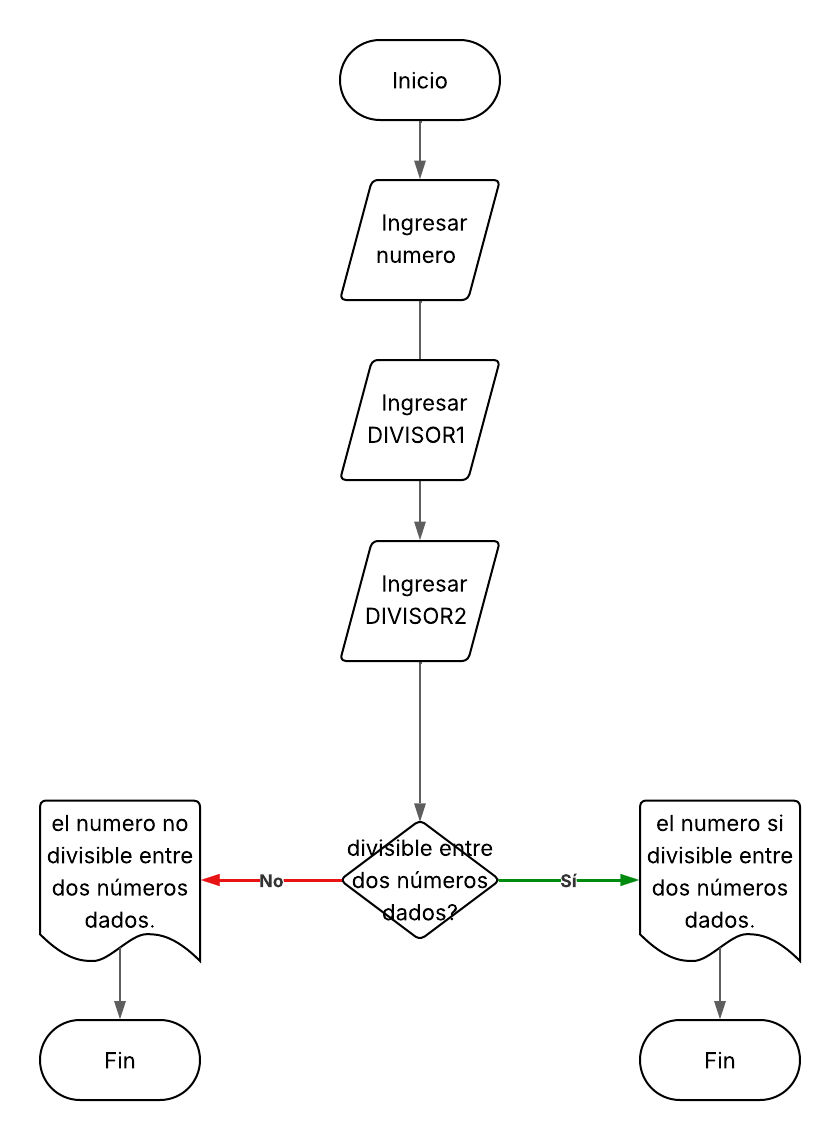 Inicio
Ingresar
numero
Ingresar
DIVISOR1
Ingresar
DIVISOR2
el numero no
divisible entre
dos números
dados.
No
divisible entre
dos números
dados?
Sí
el numero si
divisible entre
dos números
dados.
Fin
Fin